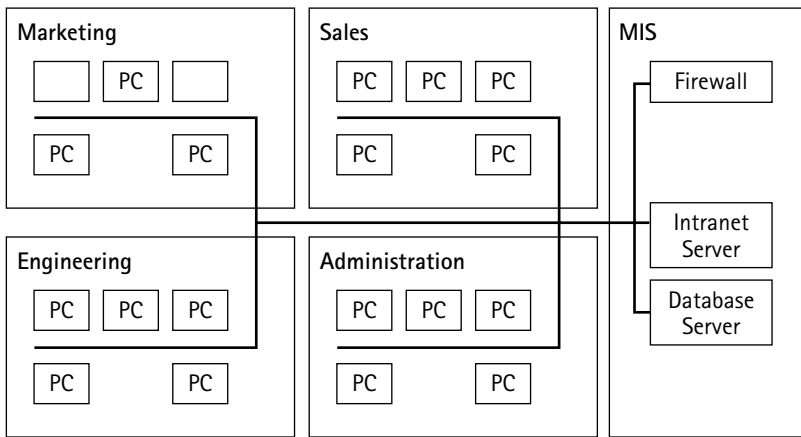 Marketing
PC
PC PC
Sales
PC PC PC
PC PC
MIS
Firewall
Intranet
Server
Database
Server
Engineering
PC PC PC
PC PC
Administration
PC PC PC
PC PC